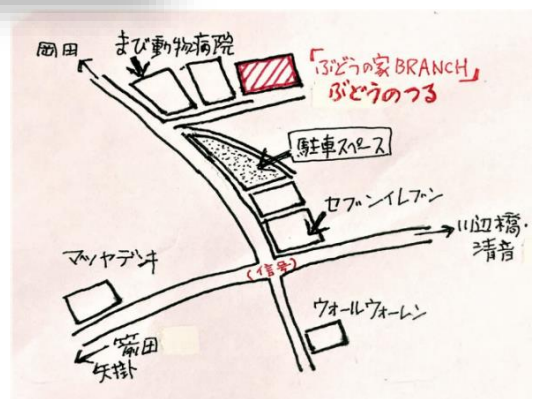 岡田
まび動物病院
「ぶどうの家BRANCH」
ぶどうのつる
駐車スペース
セブンイレブン
川辺橋・
清音
マツヤデンキ
(信号)
ウォールウォーレン
箭田
矢掛